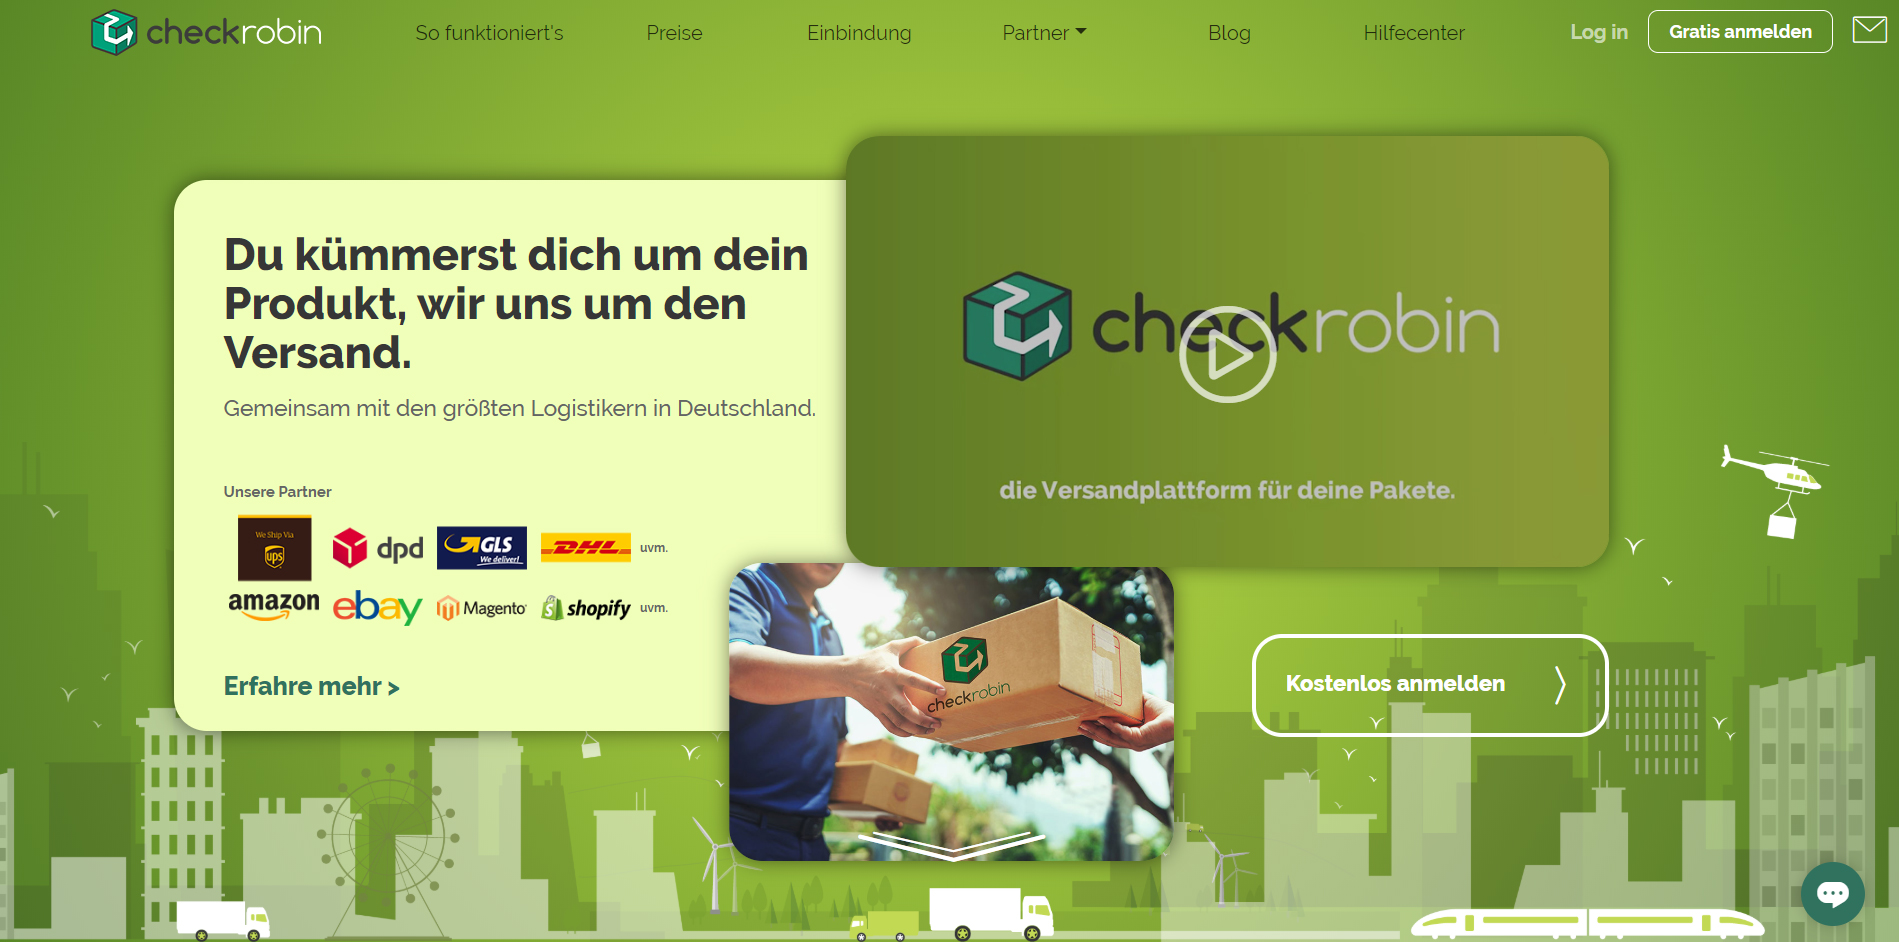 checkrobin
So funktioniert's
Preise
Einbindung
Partner
Blog
Hilfecenter
Log in
Gratis anmelden
Du kümmerst dich um dein
Produkt, wir uns um den
Versand.
Gemeinsam mit den größten Logistikern in Deutschland.
Unsere Partner
We Ship Via
ups
dpd
GLS
We deliver!
DHL
uvm.
amazon
ebay
Magento
shopify
uvm.
Erfahre mehr >
checkrobin
die Versandplattform für deine Pakete.
checkrobin
Kostenlos anmelden